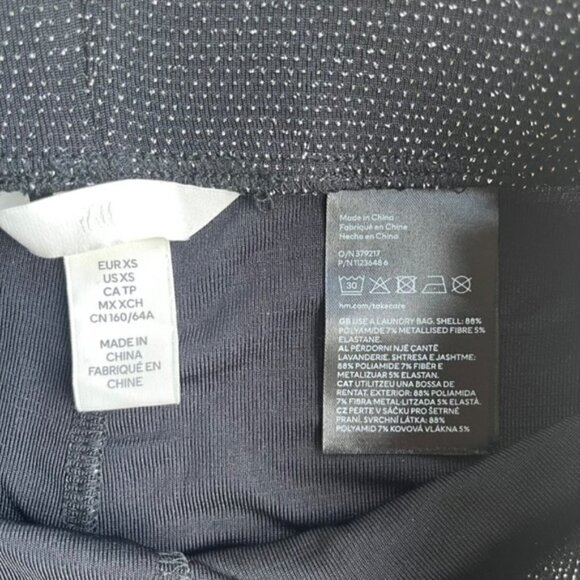 H&M
EUR XS
US XS
CA TP
MX XCH
CN 160/64A
MADE IN
CHINA
FABRIQUÉ EN
CHINE
Made in China
Fabriqué en Chine
Hecho en China
O/N 379217
P/N 1123648 6
30
hm.com/takecare
GB USE A LAUNDRY BAG. SHELL: 88%
POLYAMIDE 7% METALLISED FIBRE 5%
ELASTANE.
AL PËRDORNI NJË ÇANTË
LAVANDERIE. SHTRESA E JASHTME:
88% POLIAMIDE 7% FIBËR E
METALIZUAR 5% ELASTAN.
CAT UTILITZEU UNA BOSSA DE
RENTAT. EXTERIOR: 88% POLIAMIDA
7% FIBRA METAL·LITZADA 5% ELASTÀ.
CZ PERTE V SÁČKU PRO ŠETRNÉ
PRANÍ. SVRCHNÍ LÁTKA: 88%
POLYAMID 7% KOVOVÁ VLÁKNA 5%